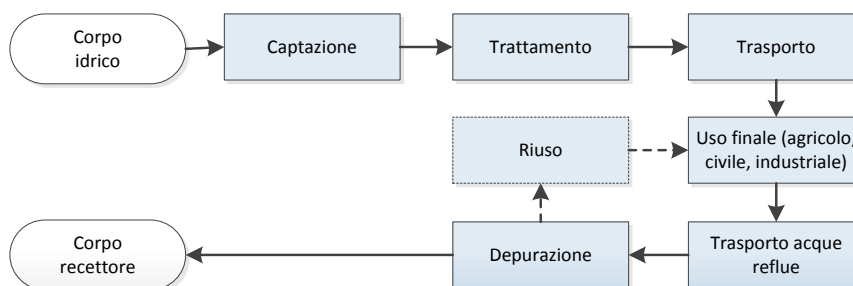 Corpo
idrico
Captazione
Trattamento
Trasporto
Riuso
Uso finale (agricolo,
civile, industriale)
Corpo
recettore
Depurazione
Trasporto acque
reflue